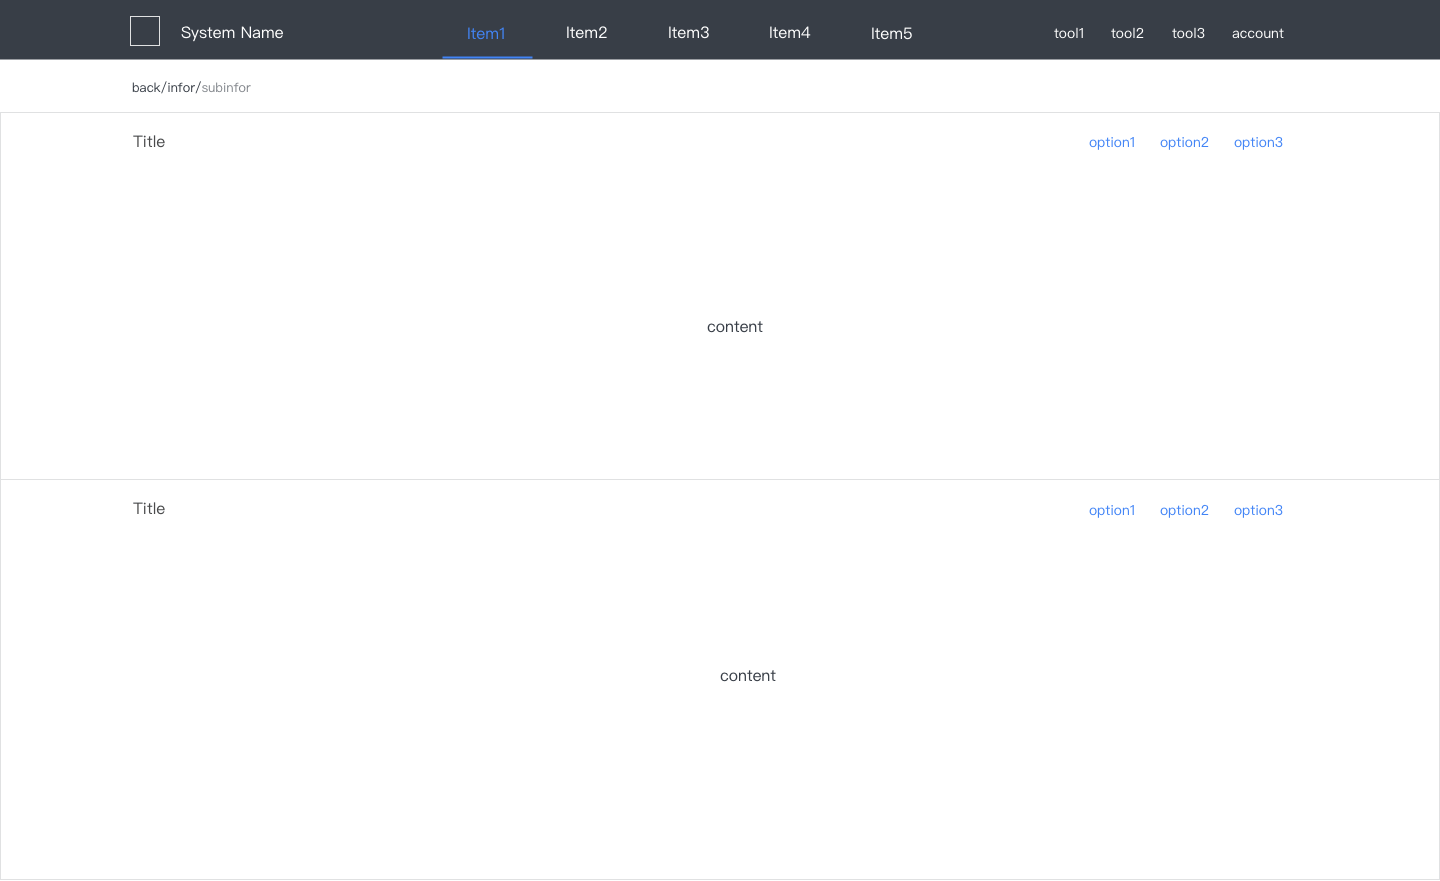 System Name Item1 Item2 Item3 Item4 Item5 tool1 tool2 tool3 account
back/infor/subinfor
Title option1 option2 option3
content
Title option1 option2 option3
content